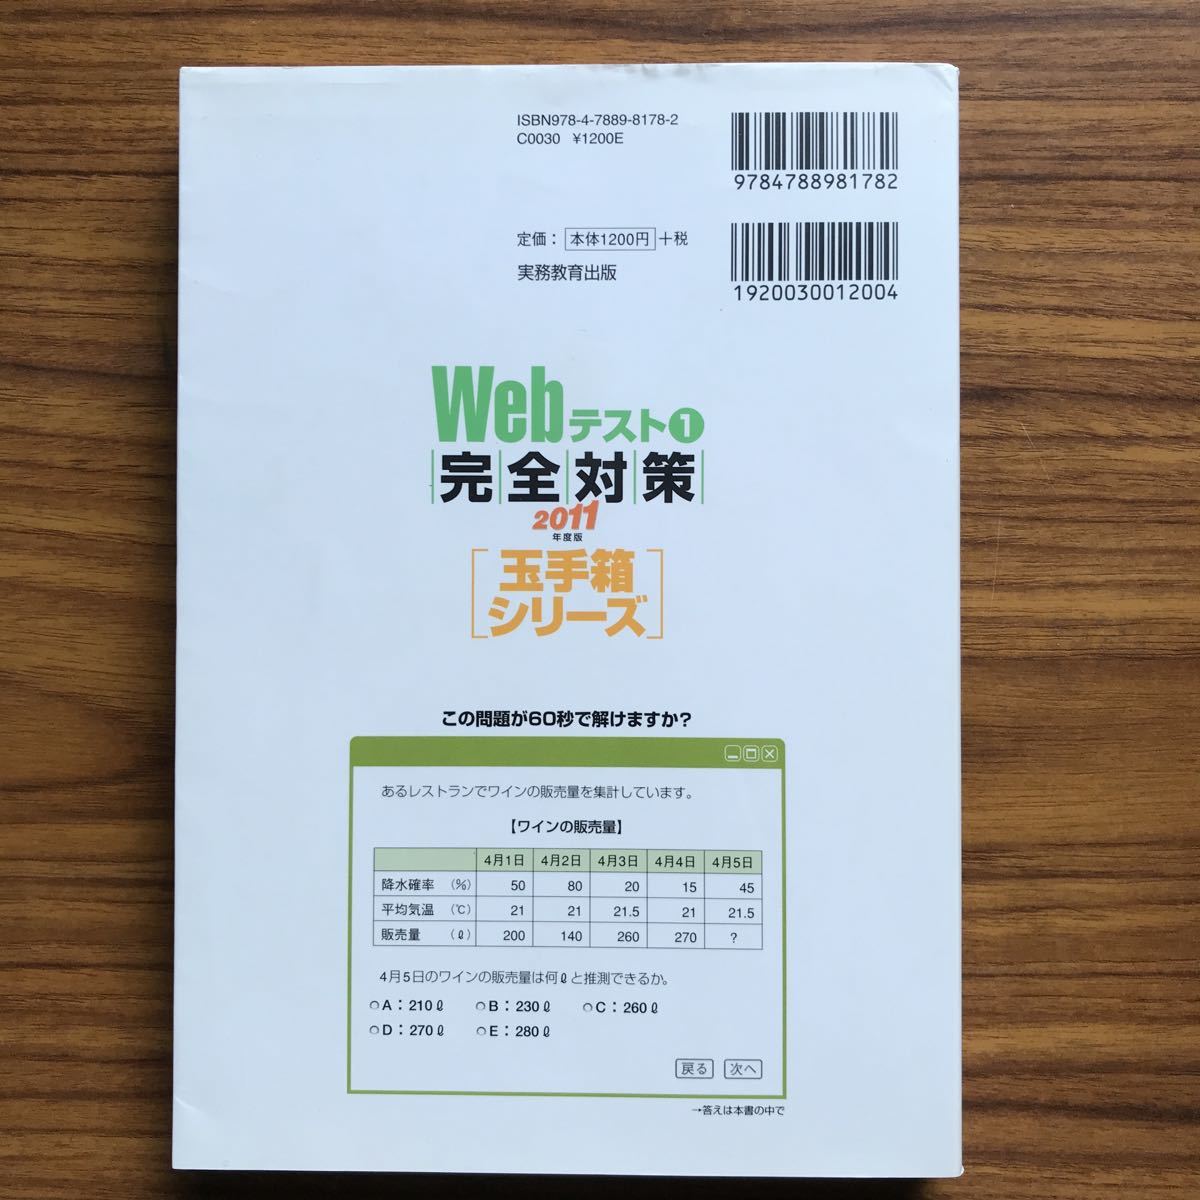 ISBN978-4-7889-8178-2
C0030 ¥1200E
9784788981782
定価：本体1200円＋税
実務教育出版
1920030012004
Webテスト❶
完全対策
2011
年度版
［玉手箱
シリーズ］
この問題が60秒で解けますか？
あるレストランでワインの販売量を集計しています。
【ワインの販売量】
4月1日 4月2日 4月3日 4月4日 4月5日
降水確率 （％） 50 80 20 15 45
平均気温 （℃） 21 21 21.5 21 21.5
販売量 （ℓ） 200 140 260 270 ？
4月5日のワインの販売量は何ℓと推測できるか。
○A：210ℓ ○B：230ℓ ○C：260ℓ
○D：270ℓ ○E：280ℓ
戻る 次へ
→答えは本書の中で